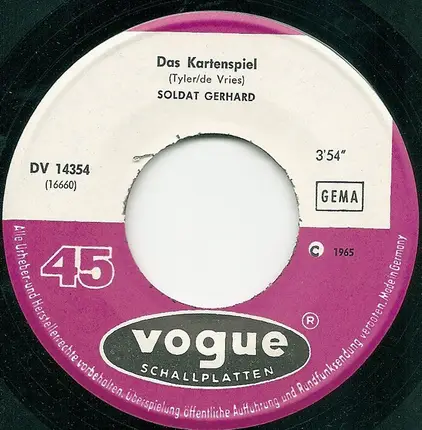 Das Kartenspiel
(Tyler/de Vries)
SOLDAT GERHARD
DV 14354
(16660)
3'54"
GEMA
45
C 1965
vogue ®
SCHALLPLATTEN
Alle Urheber-und Herstellerrechte vorbehalten. Überspielung öffentliche Aufführung und Rundfunksendung verboten. Made in Germany